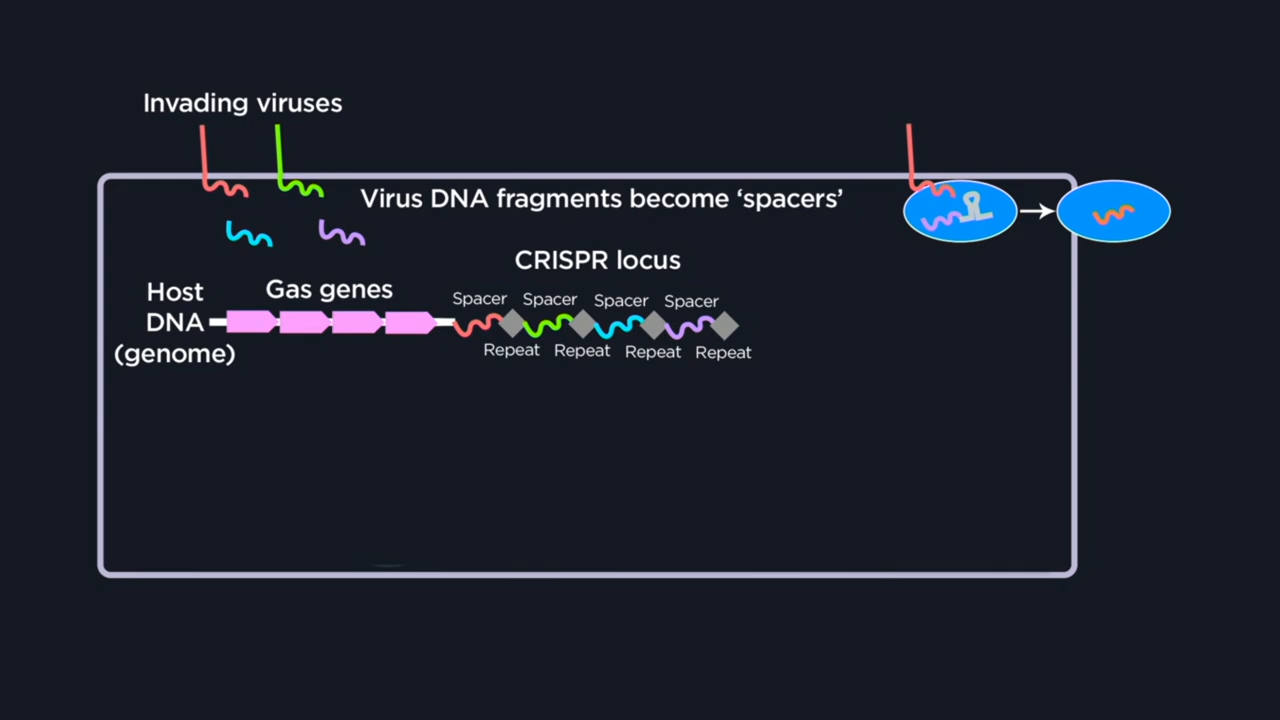 Invading viruses
Virus DNA fragments become ‘spacers’
CRISPR locus
Host
DNA
(genome)
Gas genes
Spacer Spacer Spacer Spacer
Repeat Repeat Repeat Repeat